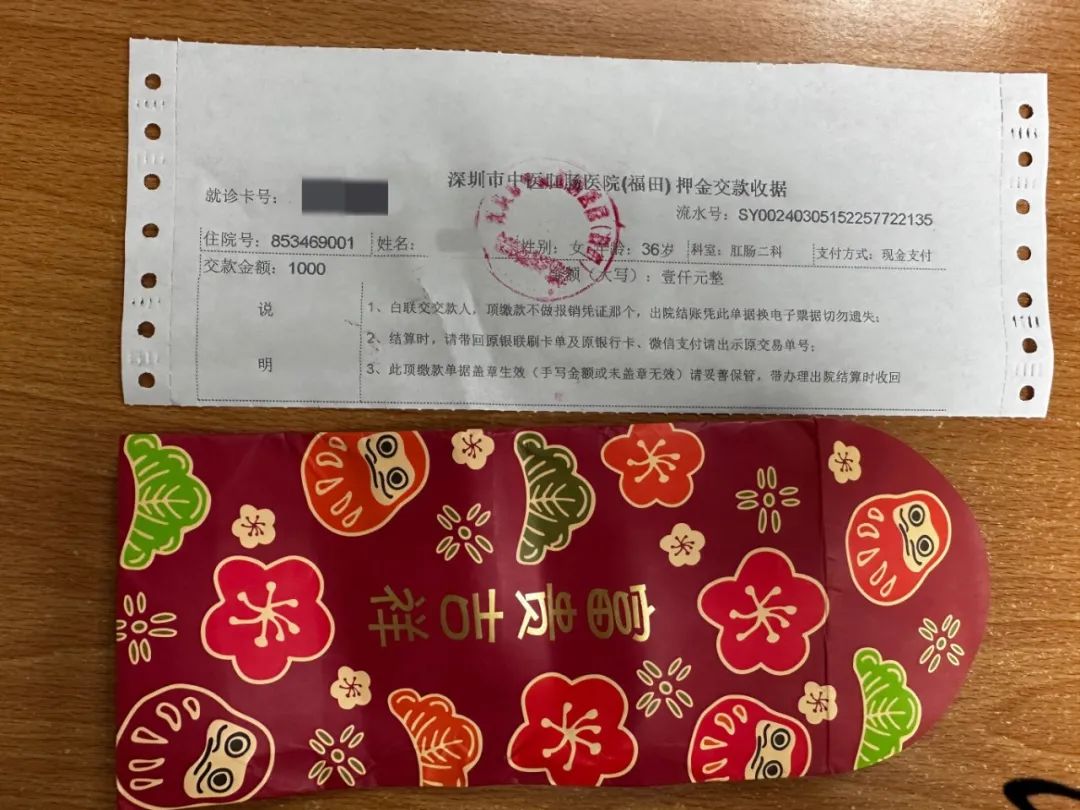 深圳市中医肛肠医院(福田)押金交款收据
就诊卡号：
流水号：SY00240305152257722135
住院号：853469001 姓名： 性别：女 年龄：36岁 科室：肛肠二科 支付方式：现金支付
交款金额：1000 金额（大写）：壹仟元整
说明
1、白联交交款人，顶缴款不做报销凭证那个，出院结账凭此单据换电子票据切勿遗失；
2、结算时，请带回原银联刷卡单及原银行卡、微信支付请出示原交易单号；
3、此顶缴款单据盖章生效（手写金额或未盖章无效）请妥善保管，带办理出院结算时收回
富贵吉祥